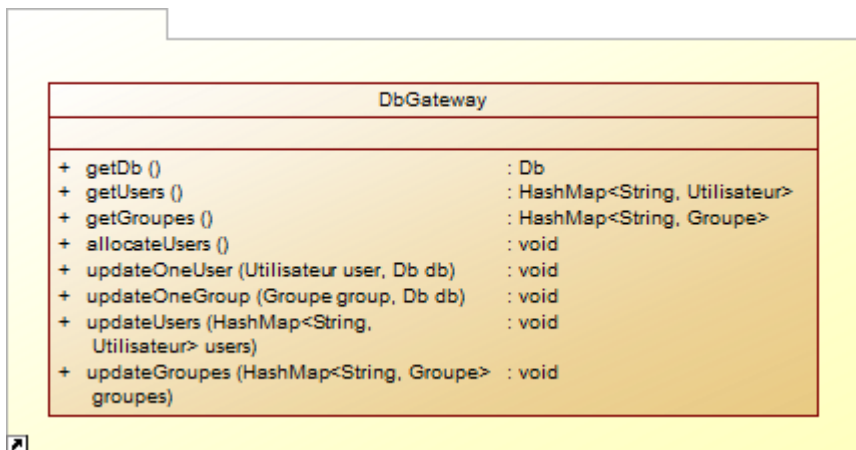 DbGateway
+ getDb () : Db
+ getUsers () : HashMap<String, Utilisateur>
+ getGroupes () : HashMap<String, Groupe>
+ allocateUsers () : void
+ updateOneUser (Utilisateur user, Db db) : void
+ updateOneGroup (Groupe group, Db db) : void
+ updateUsers (HashMap<String, : void
Utilisateur> users)
+ updateGroupes (HashMap<String, Groupe> : void
groupes)